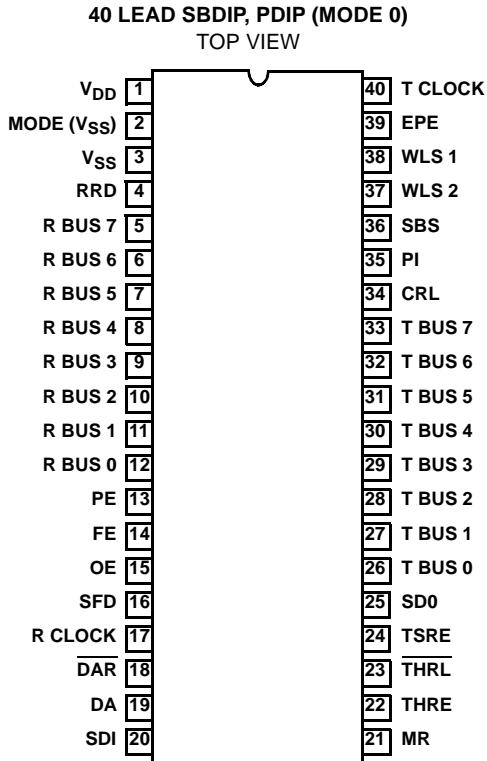 40 LEAD SBDIP, PDIP (MODE 0)
TOP VIEW
VDD 1 40 T CLOCK
MODE (VSS) 2 39 EPE
VSS 3 38 WLS 1
RRD 4 37 WLS 2
R BUS 7 5 36 SBS
R BUS 6 6 35 PI
R BUS 5 7 34 CRL
R BUS 4 8 33 T BUS 7
R BUS 3 9 32 T BUS 6
R BUS 2 10 31 T BUS 5
R BUS 1 11 30 T BUS 4
R BUS 0 12 29 T BUS 3
PE 13 28 T BUS 2
FE 14 27 T BUS 1
OE 15 26 T BUS 0
SFD 16 25 SD0
R CLOCK 17 24 TSRE
DAR 18 23 THRL
DA 19 22 THRE
SDI 20 21 MR